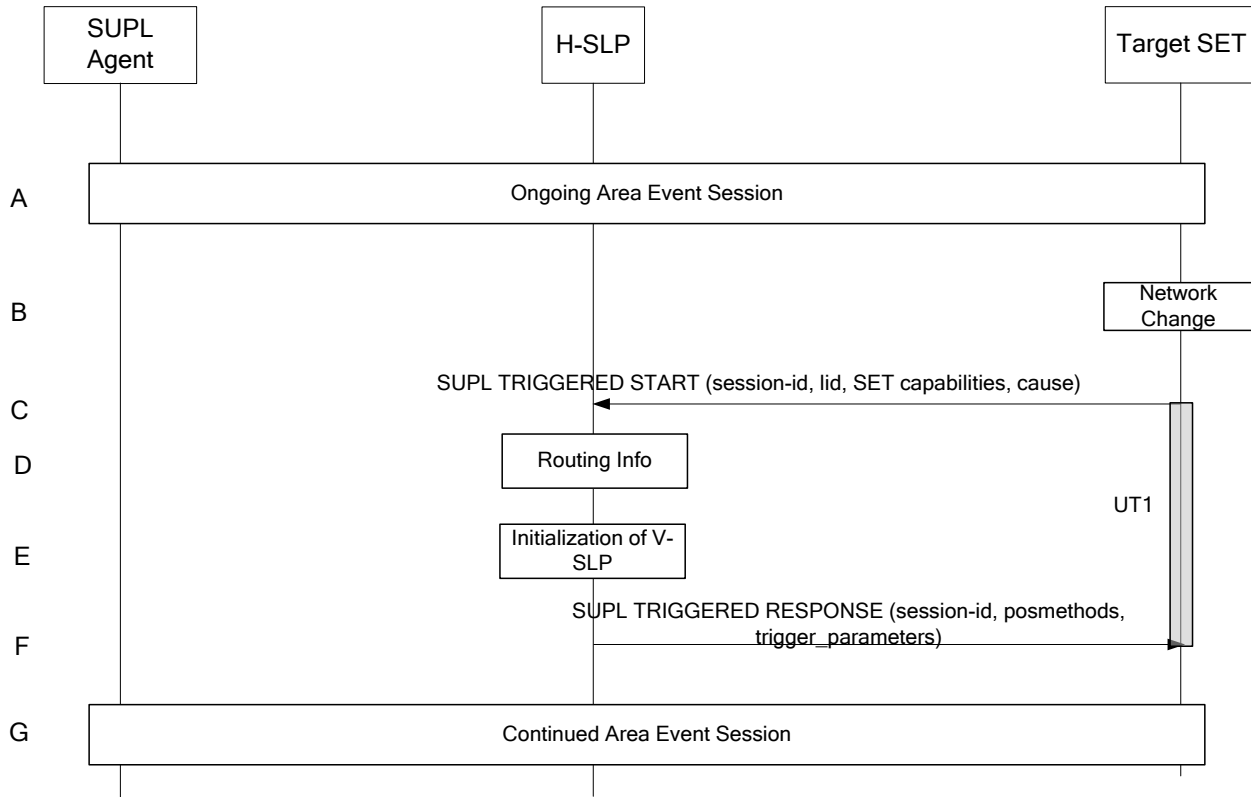 SUPL
Agent
H-SLP
Target SET
A
Ongoing Area Event Session
B
Network
Change
SUPL TRIGGERED START (session-id, lid, SET capabilities, cause)
C
D
Routing Info
UT1
E
Initialization of V-
SLP
SUPL TRIGGERED RESPONSE (session-id, posmethods,
trigger_parameters)
F
G
Continued Area Event Session